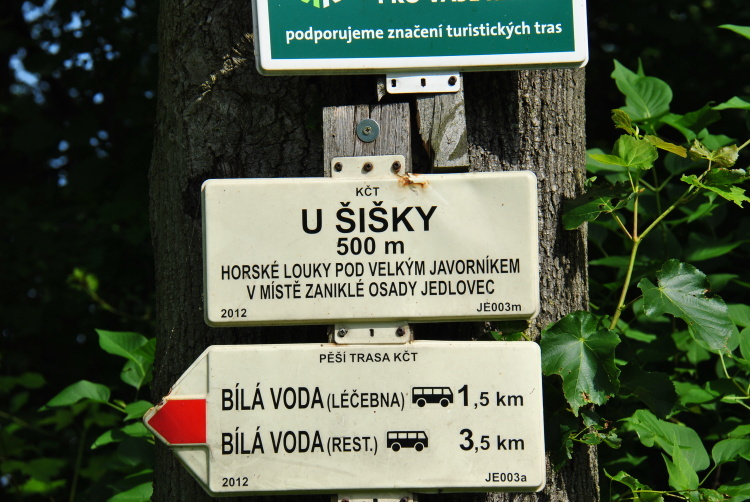 podporujeme značení turistických tras
KČT
U ŠIŠKY
500 m
HORSKÉ LOUKY POD VELKÝM JAVORNÍKEM
V MÍSTĚ ZANIKLÉ OSADY JEDLOVEC
2012 JE003m
PĚŠÍ TRASA KČT
BÍLÁ VODA (LÉČEBNA) 1,5 km
BÍLÁ VODA (REST.) 3,5 km
2012 JE003a